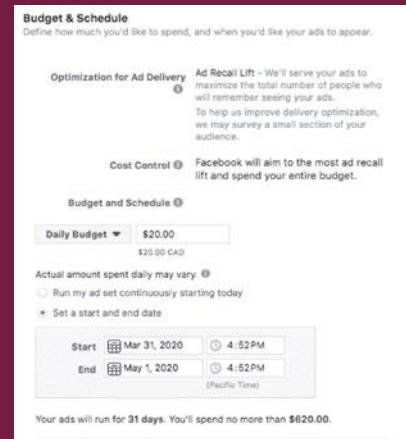 Budget & Schedule
Define how much you'd like to spend, and when you'd like your ads to appear.
Optimization for Ad Delivery
Ad Recall Lift - We'll serve your ads to
maximize the total number of people who
will remember seeing your ads.
To help us improve delivery optimization,
we may survey a small section of your
audience.
Cost Control
Facebook will aim to the most ad recall
lift and spend your entire budget.
Budget and Schedule
Daily Budget
$20.00
$20.00 CAD
Actual amount spent daily may vary.
Run my ad set continuously starting today
Set a start and end date
Start Mar 31, 2020 4:52PM
End May 1, 2020 4:52PM
(Pacific Time)
Your ads will run for 31 days. You'll spend no more than $620.00.